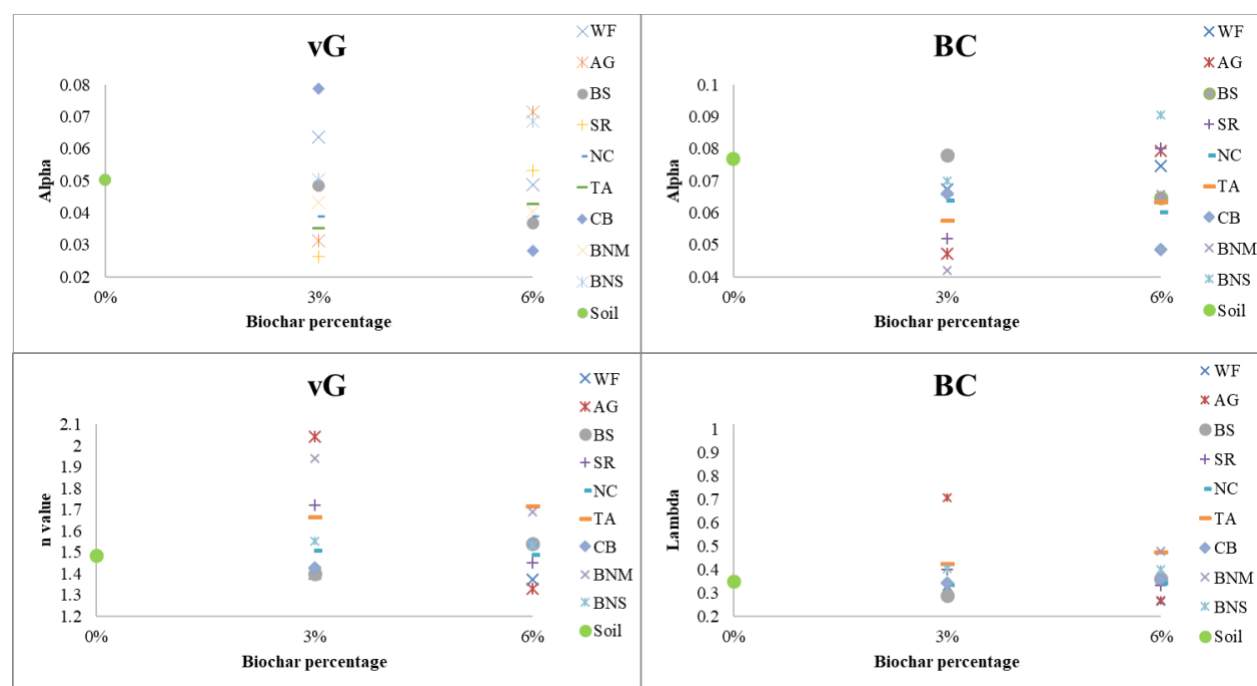 vG
Alpha
0.08
0.07
0.06
0.05
0.04
0.03
0.02
0%
3%
6%
Biochar percentage
WF
AG
BS
SR
NC
TA
CB
BNM
BNS
Soil
BC
Alpha
0.1
0.09
0.08
0.07
0.06
0.05
0.04
0%
3%
6%
Biochar percentage
WF
AG
BS
SR
NC
TA
CB
BNM
BNS
Soil
vG
n value
2.1
2
1.9
1.8
1.7
1.6
1.5
1.4
1.3
1.2
0%
3%
6%
Biochar percentage
WF
AG
BS
SR
NC
TA
CB
BNM
BNS
Soil
BC
Lambda
1
0.9
0.8
0.7
0.6
0.5
0.4
0.3
0.2
0%
3%
6%
Biochar percentage
WF
AG
BS
SR
NC
TA
CB
BNM
BNS
Soil